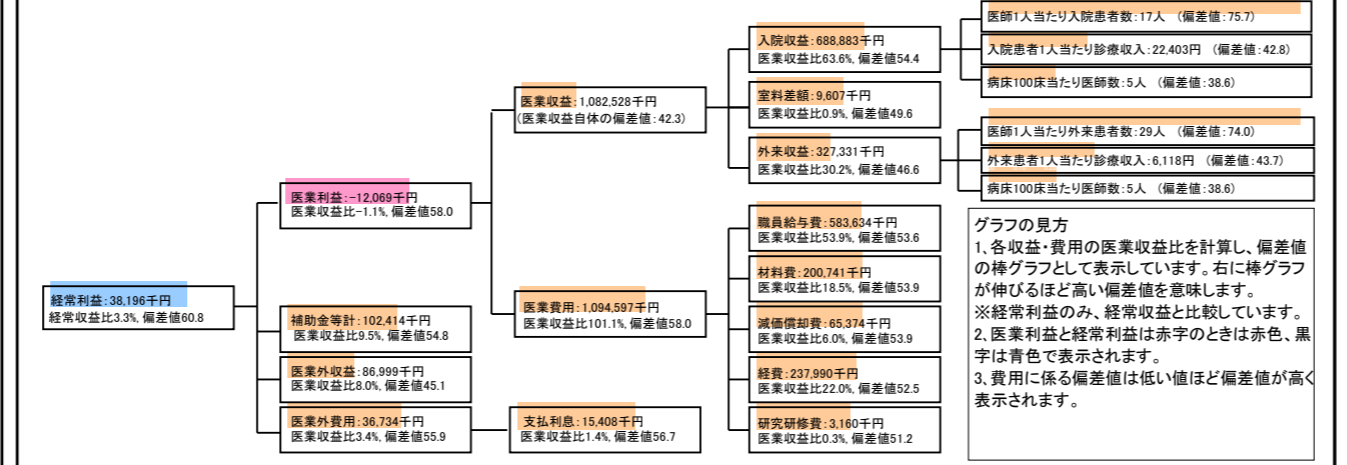 経常利益:38,196千円
経常収益比3.3%, 偏差値60.8
医業利益:-12,069千円
医業収益比-1.1%, 偏差値58.0
補助金等計:102,414千円
医業収益比9.5%, 偏差値54.8
医業外収益:86,999千円
医業収益比8.0%, 偏差値45.1
医業外費用:36,734千円
医業収益比3.4%, 偏差値55.9
支払利息:15,408千円
医業収益比1.4%, 偏差値56.7
医業収益:1,082,528千円
(医業収益自体の偏差値:42.3)
医業費用:1,094,597千円
医業収益比101.1%, 偏差値58.0
入院収益:688,883千円
医業収益比63.6%, 偏差値54.4
室料差額:9,607千円
医業収益比0.9%, 偏差値49.6
外来収益:327,331千円
医業収益比30.2%, 偏差値46.6
職員給与費:583,634千円
医業収益比53.9%, 偏差値53.6
材料費:200,741千円
医業収益比18.5%, 偏差値53.9
減価償却費:65,374千円
医業収益比6.0%, 偏差値53.9
経費:237,990千円
医業収益比22.0%, 偏差値52.5
研究研修費:3,160千円
医業収益比0.3%, 偏差値51.2
医師1人当たり入院患者数:17人 (偏差値:75.7)
入院患者1人当たり診療収入:22,403円 (偏差値:42.8)
病床100床当たり医師数:5人 (偏差値:38.6)
医師1人当たり外来患者数:29人 (偏差値:74.0)
外来患者1人当たり診療収入:6,118円 (偏差値:43.7)
病床100床当たり医師数:5人 (偏差値:38.6)
グラフの見方
1、各収益・費用の医業収益比を計算し、偏差値
の棒グラフとして表示しています。右に棒グラフ
が伸びるほど高い偏差値を意味します。
※経常利益のみ、経常収益と比較しています。
2、医業利益と経常利益は赤字のときは赤色、黒
字は青色で表示されます。
3、費用に係る偏差値は低い値ほど偏差値が高く
表示されます。